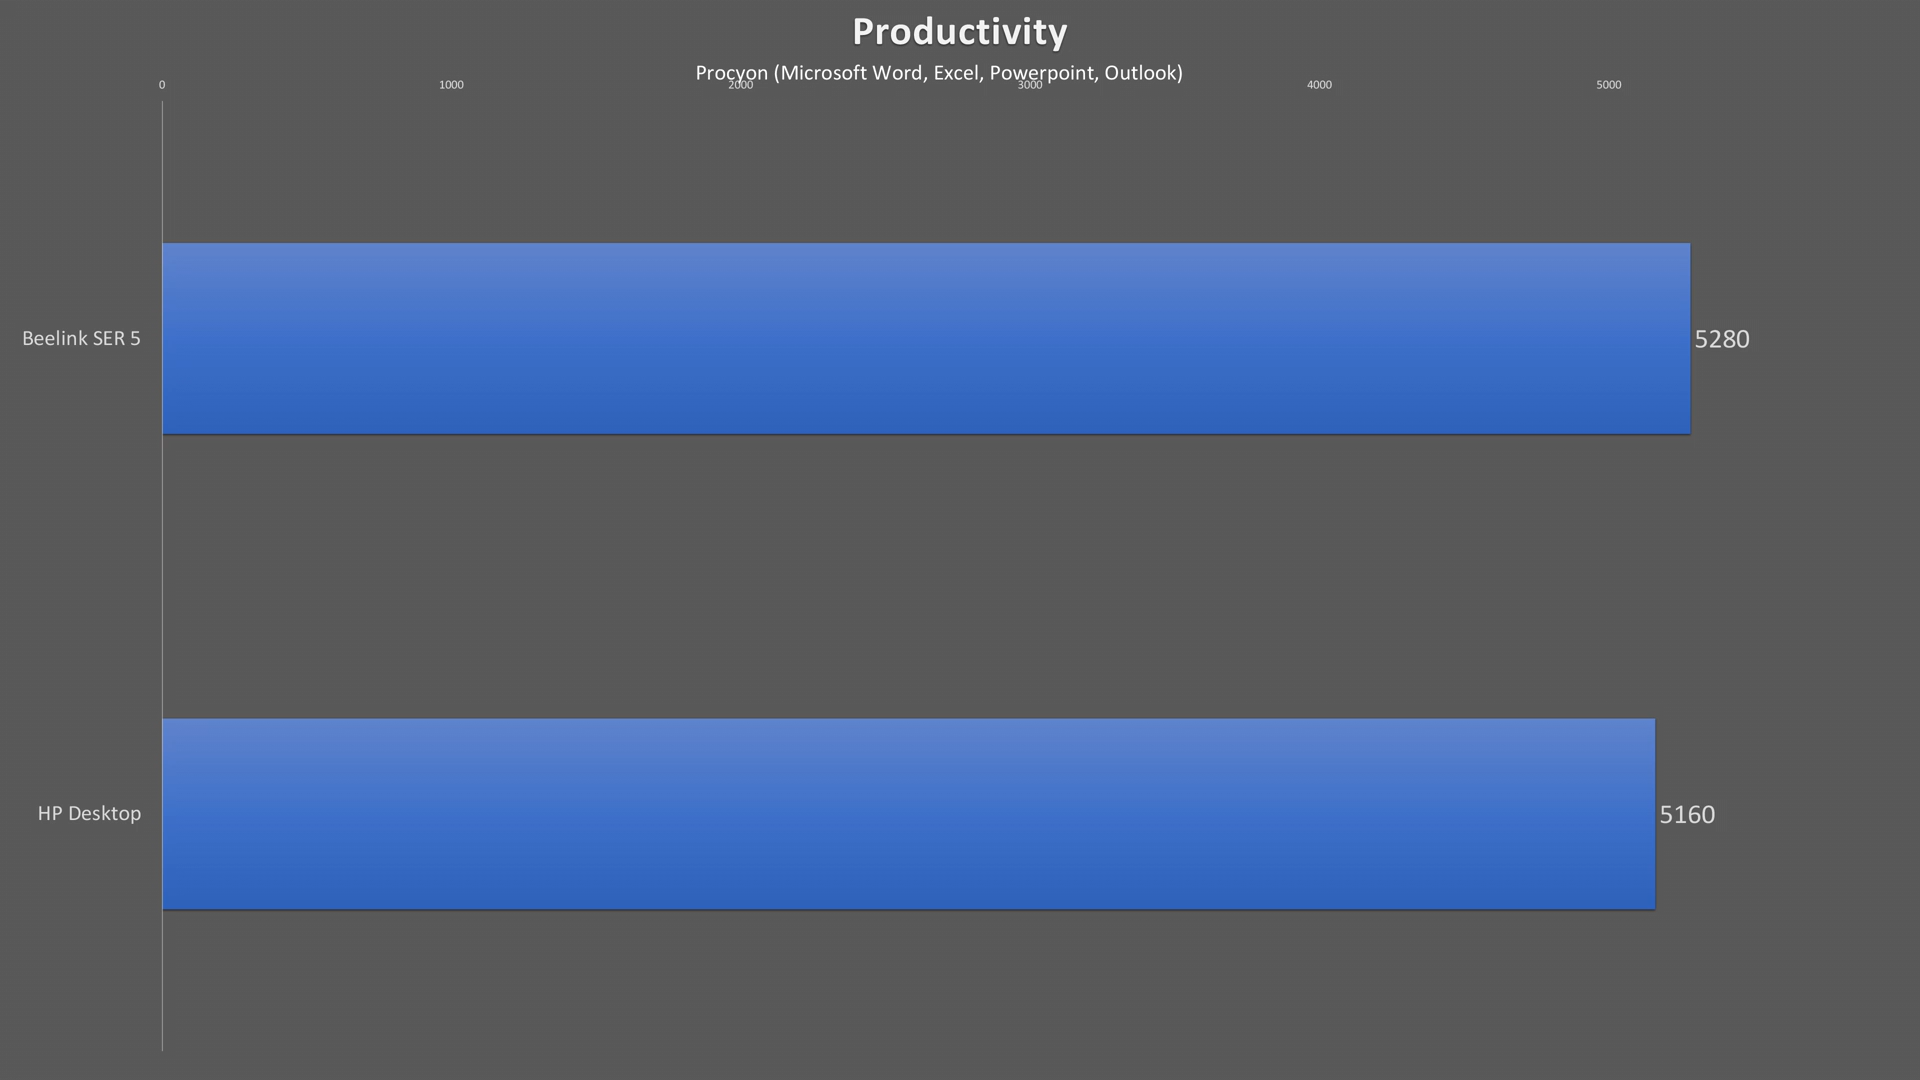 Productivity
Procyon (Microsoft Word, Excel, Powerpoint, Outlook)
0 1000 2000 3000 4000 5000
Beelink SER 5 5280
HP Desktop 5160